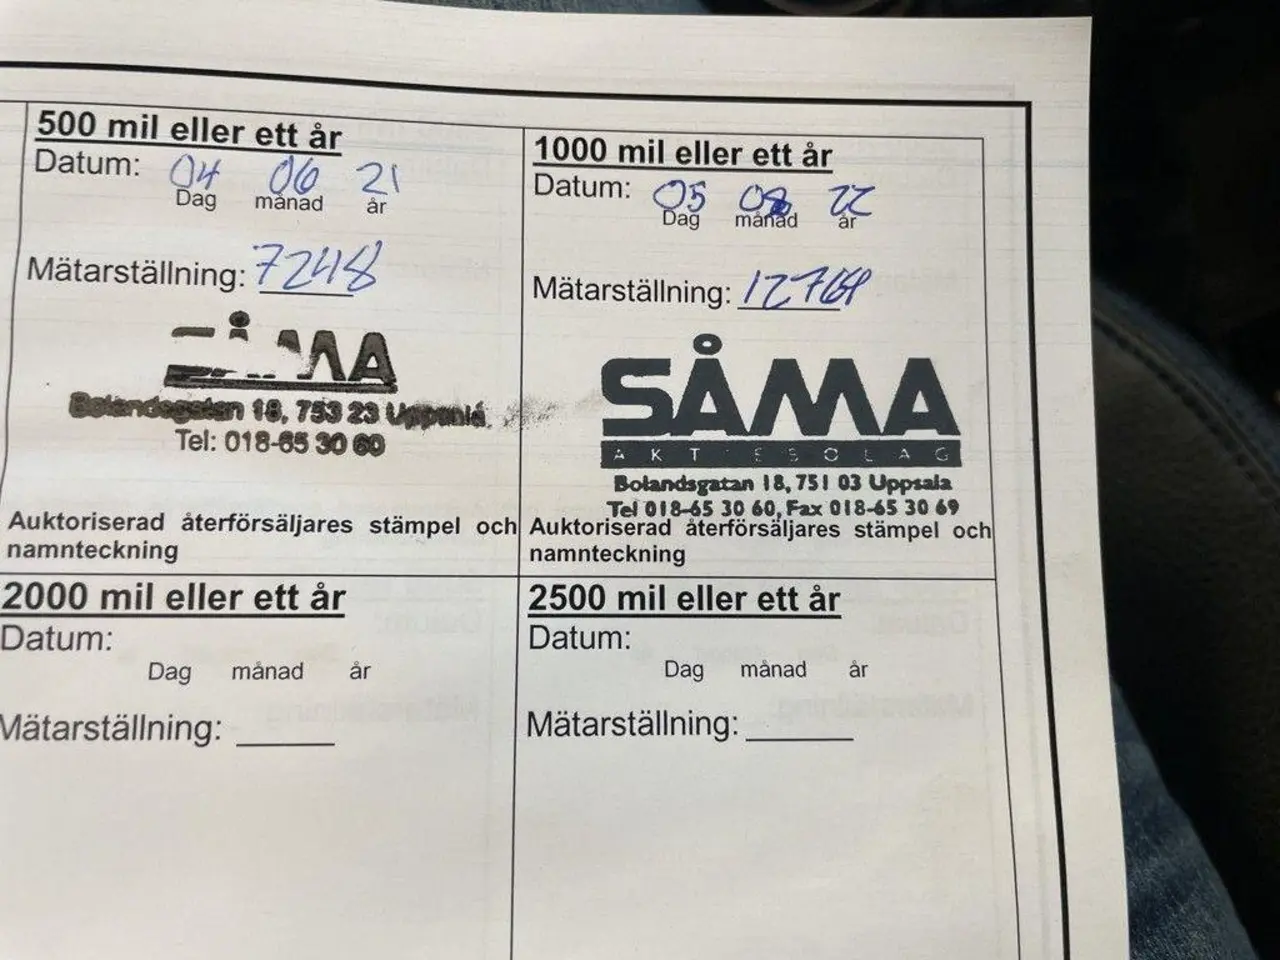 500 mil eller ett år
Datum: 04 06 21
Dag månad år
Mätarställning: 7248
Bolandsgatan 18, 753 23 Uppsala
Tel: 018-65 30 60
Auktoriserad återförsäljares stämpel och
namnteckning
1000 mil eller ett år
Datum: 05 22
Dag månad år
Mätarställning:
SÅMA
AKTIEBOLAG
Bolandsgatan 18, 751 03 Uppsala
Tel 018-65 30 60, Fax 018-65 30 69
Auktoriserad återförsäljares stämpel och
namnteckning
2000 mil eller ett år
Datum:
Dag månad år
Mätarställning:
2500 mil eller ett år
Datum:
Dag månad år
Mätarställning: